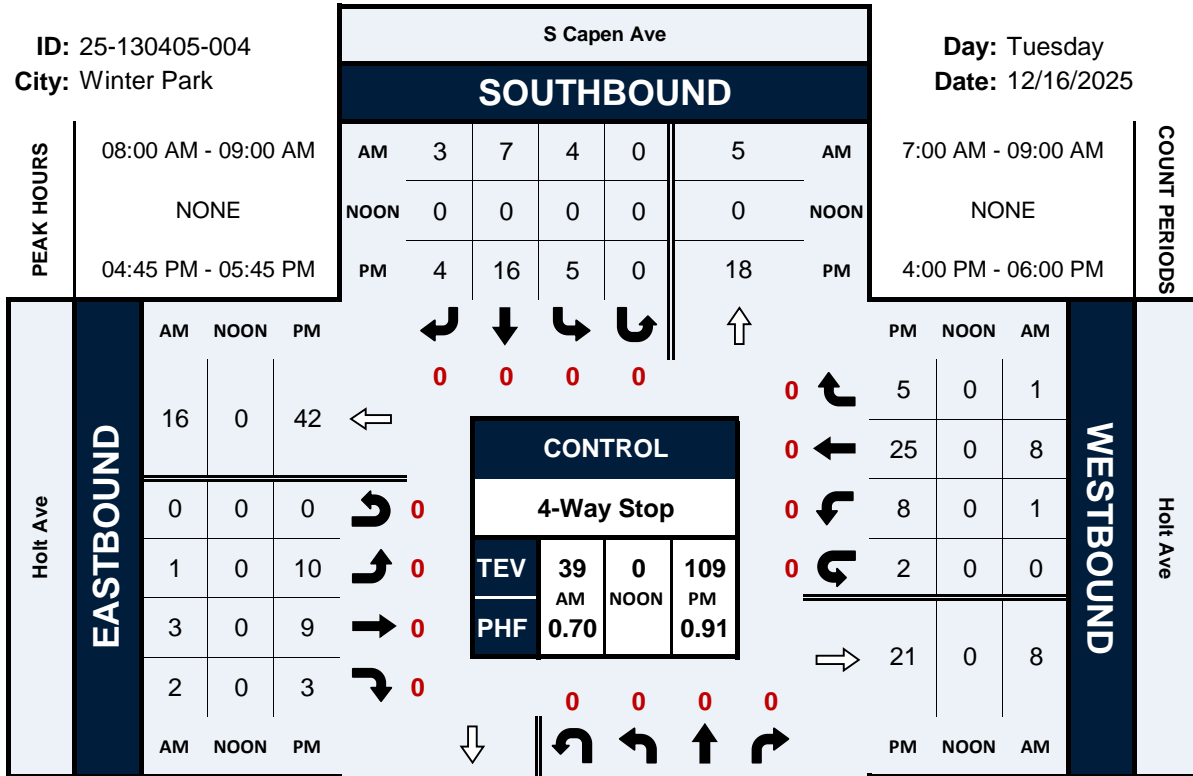 S Capen Ave
ID: 25-130405-004
Day: Tuesday
City: Winter Park
Date: 12/16/2025
SOUTHBOUND
PEAK HOURS
08:00 AM - 09:00 AM
NONE
04:45 PM - 05:45 PM
AM 3 7 4 0 5 AM
NOON 0 0 0 0 0 NOON
PM 4 16 5 0 18 PM
7:00 AM - 09:00 AM
NONE
4:00 PM - 06:00 PM
COUNT PERIODS
Holt Ave
EASTBOUND
AM NOON PM
16 0 42
0 0 0 0
1 0 10 0
3 0 9 0
2 0 3 0
AM NOON PM
0 0 0 0
CONTROL
4-Way Stop
TEV 39 0 109
AM NOON PM
PHF 0.70 0.91
0 0 0 0
PM NOON AM
0 5 0 1
0 25 0 8
0 8 0 1
0 2 0 0
21 0 8
PM NOON AM
WESTBOUND
Holt Ave